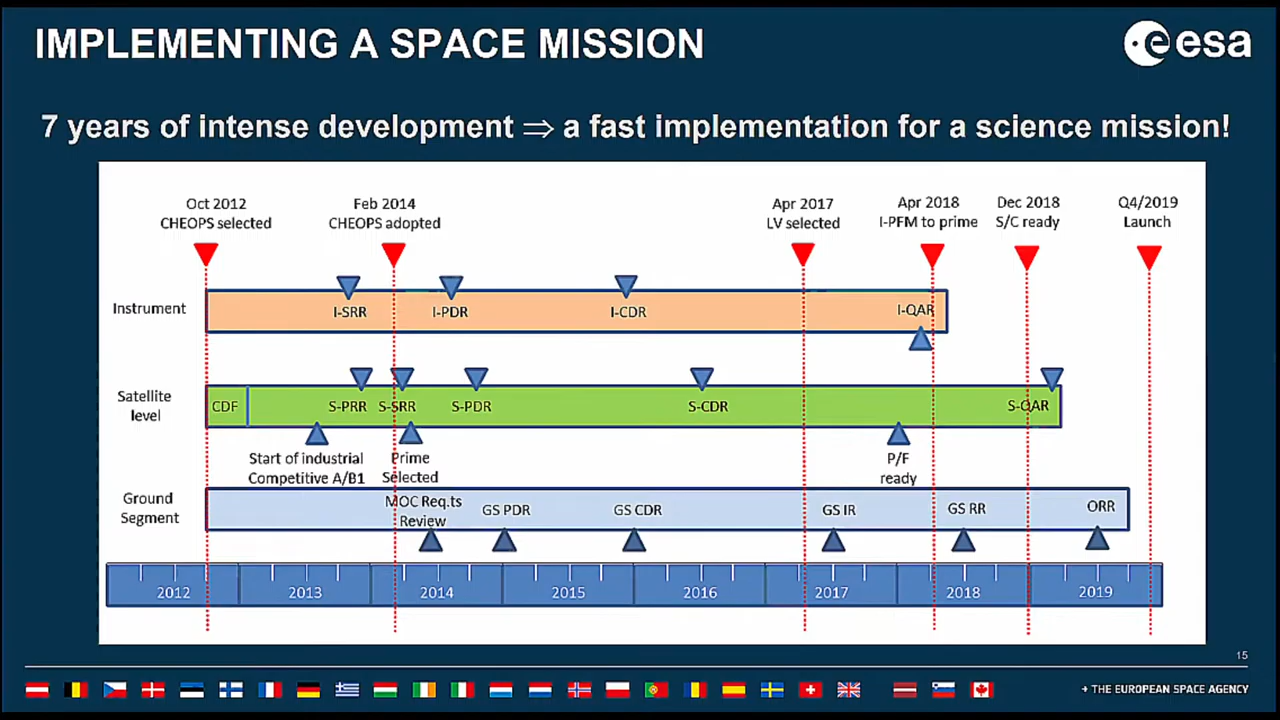 IMPLEMENTING A SPACE MISSION
esa
7 years of intense development ⇒ a fast implementation for a science mission!
Oct 2012
CHEOPS selected
Feb 2014
CHEOPS adopted
Apr 2017
LV selected
Apr 2018
I-PFM to prime
Dec 2018
S/C ready
Q4/2019
Launch
Instrument
I-SRR
I-PDR
I-CDR
I-QAR
Satellite
level
CDF
S-PRR
S-SRR
S-PDR
S-CDR
S-QAR
Start of industrial
Competitive A/B1
Prime
Selected
P/F
ready
Ground
Segment
MOC Req.ts
Review
GS PDR
GS CDR
GS IR
GS RR
ORR
2012
2013
2014
2015
2016
2017
2018
2019
15
+ THE EUROPEAN SPACE AGENCY